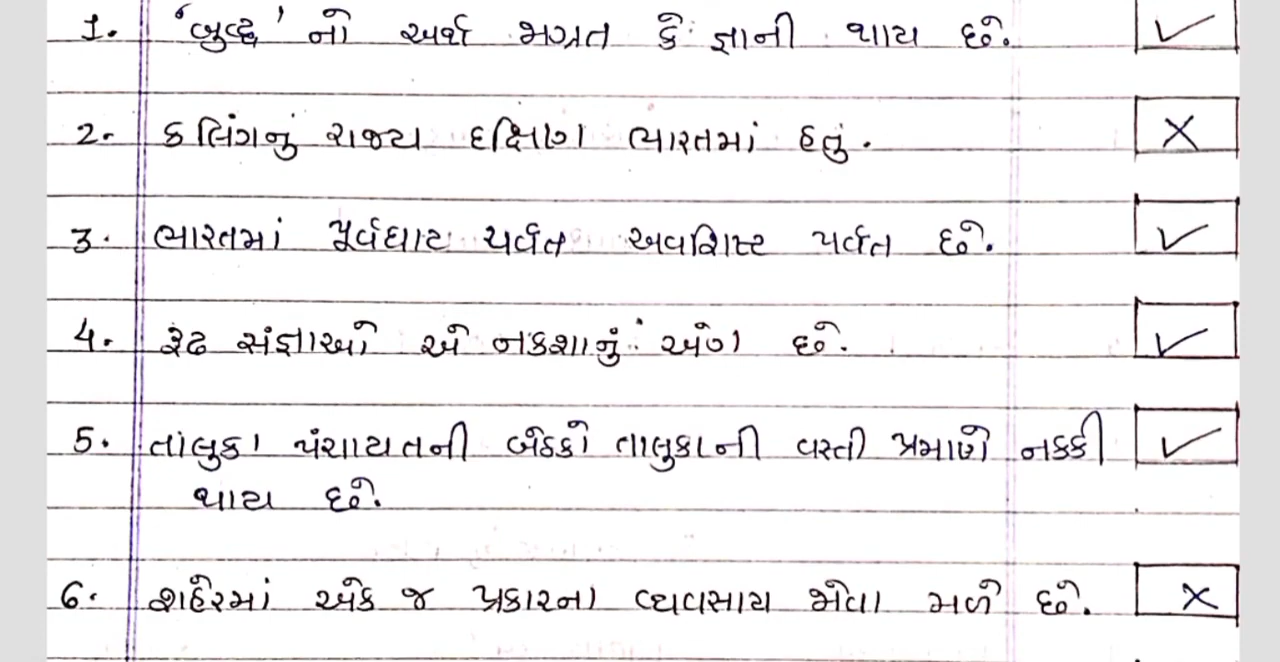 1. 'બુદ્ધ' નો અર્થ જાગ્રત કે જ્ઞાની થાય છે. ✓
2. કલિંગનું રાજ્ય દક્ષિણ ભારતમાં હતું. ✗
3. ભારતમાં પૂર્વઘાટ પર્વત અવશિષ્ટ પર્વત છે. ✓
4. રૂઢ સંજ્ઞાઓ એ નકશાનું અંગ છે. ✓
5. તાલુકા પંચાયતની બેઠકો તાલુકાની વસ્તી પ્રમાણે નક્કી ✓
થાય છે.
6. શહેરમાં એક જ પ્રકારના વ્યવસાય જોવા મળે છે. ✗